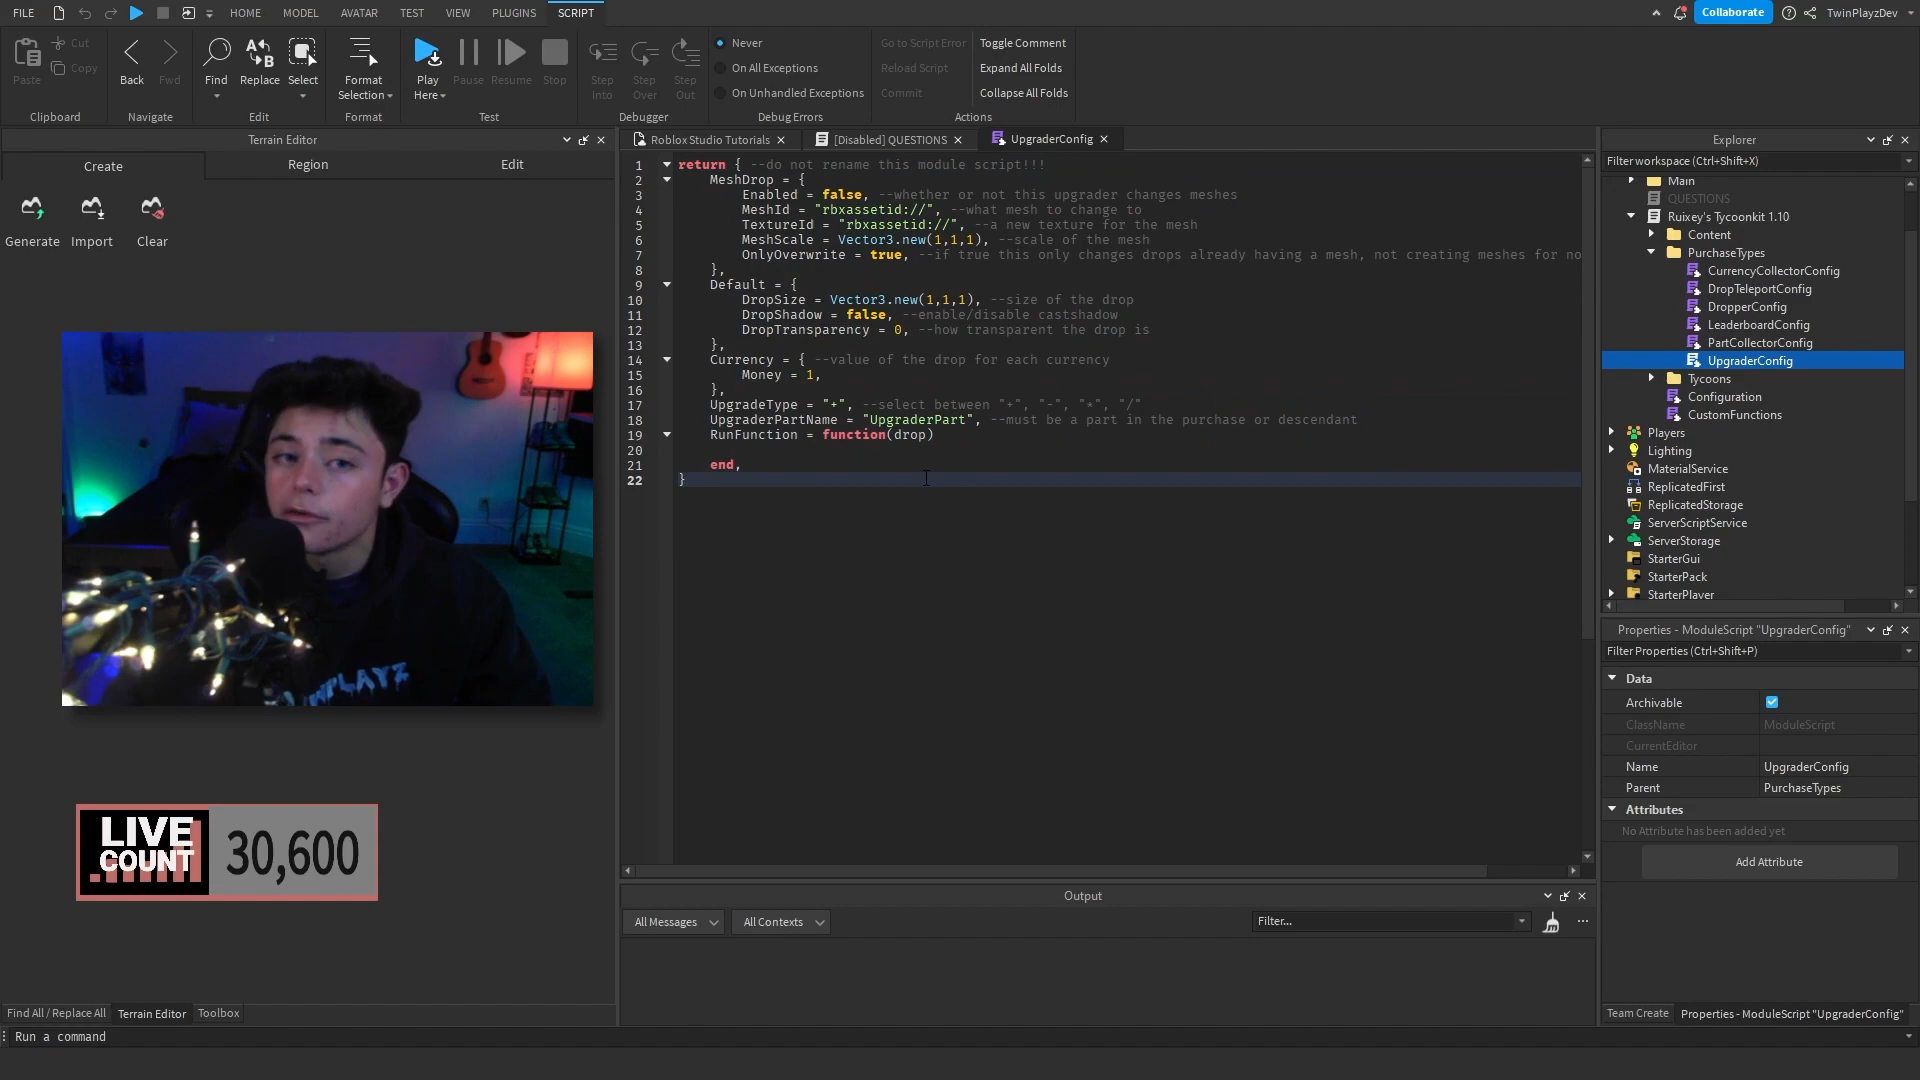 FILE HOME MODEL AVATAR TEST VIEW PLUGINS SCRIPT Collaborate TwinPlayzDev
Paste Cut Copy Clipboard
Back Fwd Navigate
Find Replace Select Edit
Format Selection Format
Play Here Pause Resume Stop Test
Step Into Step Over Step Out Debugger
Never
On All Exceptions
On Unhandled Exceptions
Debug Errors
Go to Script Error Toggle Comment
Reload Script Expand All Folds
Commit Collapse All Folds
Actions
Terrain Editor
Create Region Edit
Generate Import Clear
NPLAYZ
LIVE
COUNT
30,600
Find All / Replace All Terrain Editor Toolbox
Run a command
Roblox Studio Tutorials [Disabled] QUESTIONS UpgraderConfig
1 return { --do not rename this module script!!!
2 MeshDrop = {
3 Enabled = false, --whether or not this upgrader changes meshes
4 MeshId = "rbxassetid://", --what mesh to change to
5 TextureId = "rbxassetid://", --a new texture for the mesh
6 MeshScale = Vector3.new(1,1,1), --scale of the mesh
7 OnlyOverwrite = true, --if true this only changes drops already having a mesh, not creating meshes for no
8 },
9 Default = {
10 DropSize = Vector3.new(1,1,1), --size of the drop
11 DropShadow = false, --enable/disable castshadow
12 DropTransparency = 0, --how transparent the drop is
13 },
14 Currency = { --value of the drop for each currency
15 Money = 1,
16 },
17 UpgradeType = "+", --select between "+", "-", "*", "/"
18 UpgraderPartName = "UpgraderPart", --must be a part in the purchase or descendant
19 RunFunction = function(drop)
20
21 end,
22 }
Output
All Messages All Contexts Filter...
Explorer
Filter workspace (Ctrl+Shift+X)
Main
QUESTIONS
Ruixey's Tycoonkit 1.10
Content
PurchaseTypes
CurrencyCollectorConfig
DropTeleportConfig
DropperConfig
LeaderboardConfig
PartCollectorConfig
UpgraderConfig
Tycoons
Configuration
CustomFunctions
Players
Lighting
MaterialService
ReplicatedFirst
ReplicatedStorage
ServerScriptService
ServerStorage
StarterGui
StarterPack
StarterPlayer
Properties - ModuleScript "UpgraderConfig"
Filter Properties (Ctrl+Shift+P)
Data
Archivable
ClassName ModuleScript
CurrentEditor
Name UpgraderConfig
Parent PurchaseTypes
Attributes
No Attribute has been added yet
Add Attribute
Team Create Properties - ModuleScript "UpgraderConfig"